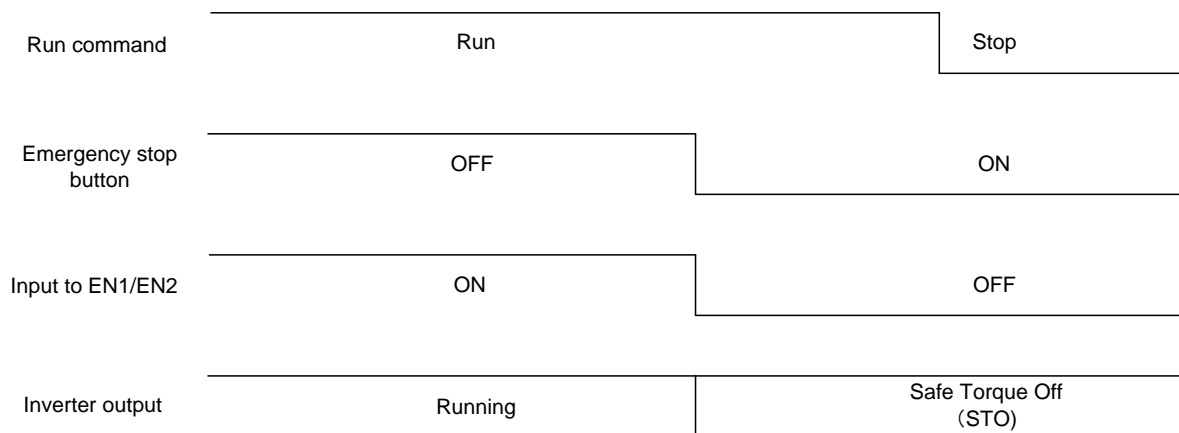 Run command
Run
Stop
Emergency stop
button
OFF
ON
Input to EN1/EN2
ON
OFF
Inverter output
Running
Safe Torque Off
（STO)